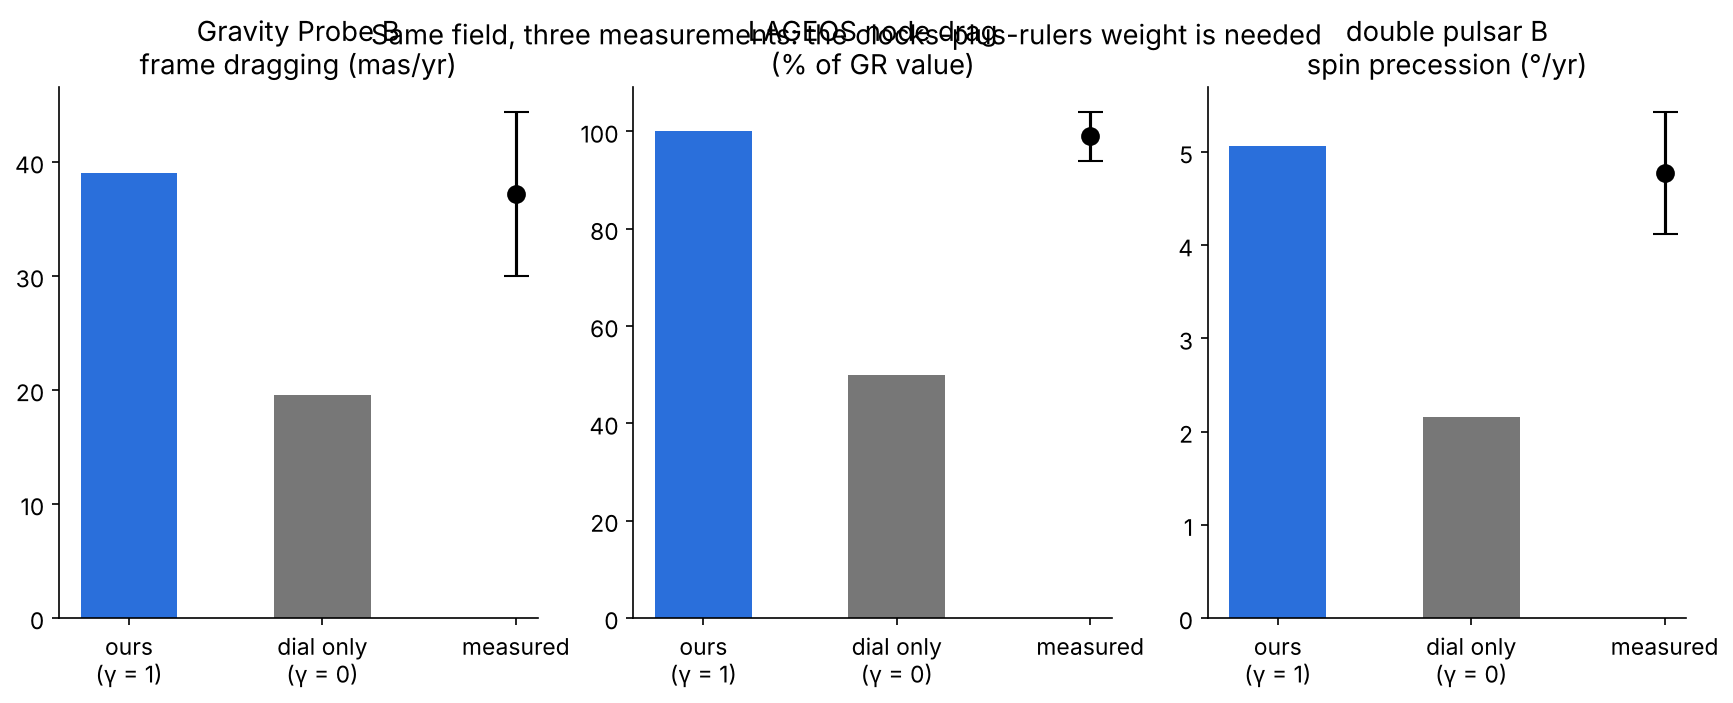 Same field, three measurements: the clocks-plus-rulers weight is needed
Gravity Probe B
frame dragging (mas/yr)
40
30
20
10
0
ours
(γ = 1)
dial only
(γ = 0)
measured
LAGEOS node drag
(% of GR value)
100
80
60
40
20
0
ours
(γ = 1)
dial only
(γ = 0)
measured
double pulsar B
spin precession (°/yr)
5
4
3
2
1
0
ours
(γ = 1)
dial only
(γ = 0)
measured